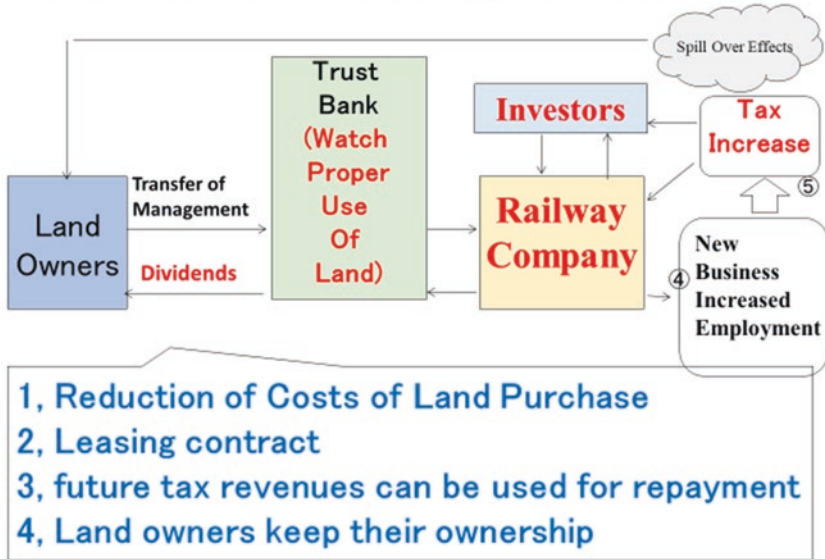 Spill Over Effects
Trust
Bank
(Watch
Proper
Use
Of
Land)
Investors
Tax
Increase
⑤
Land
Owners
Transfer of
Management
Dividends
Railway
Company
④
New
Business
Increased
Employment
1, Reduction of Costs of Land Purchase
2, Leasing contract
3, future tax revenues can be used for repayment
4, Land owners keep their ownership